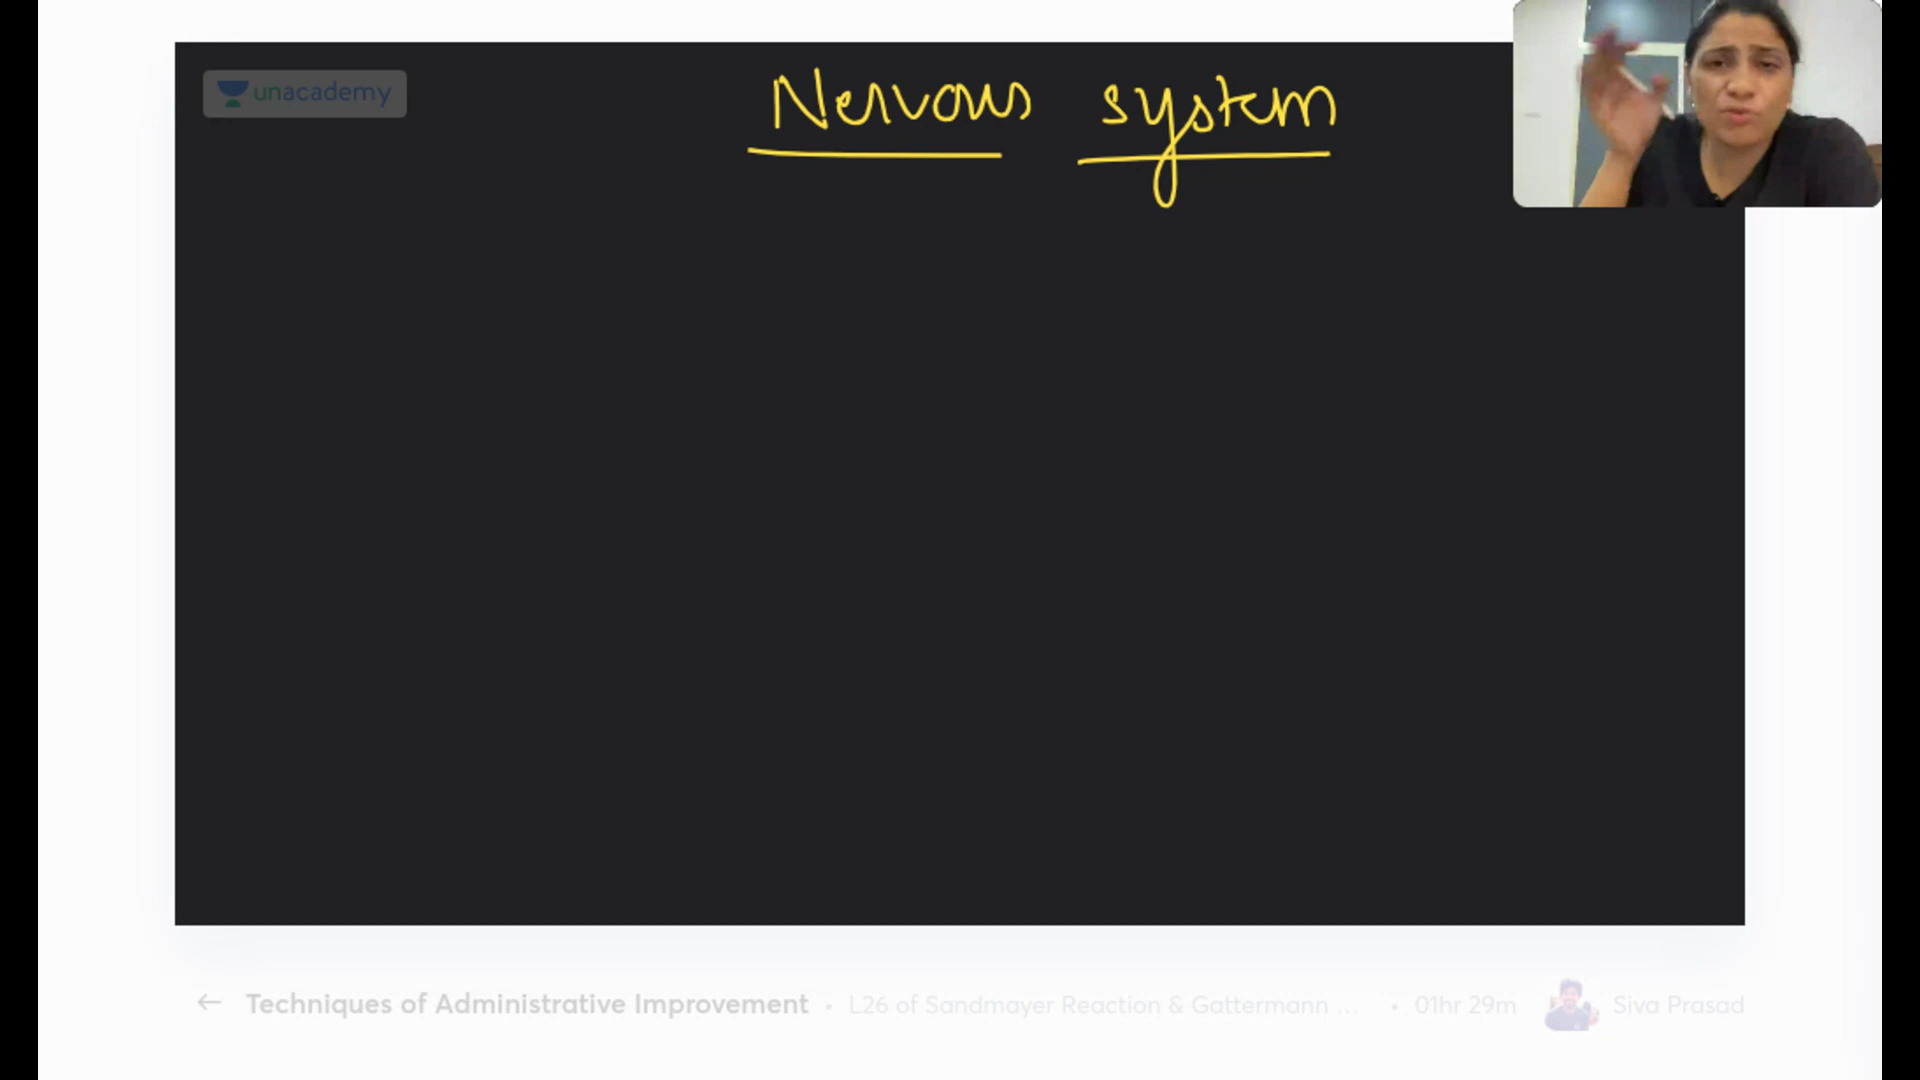 unacademy
Nervous system
Techniques of Administrative Improvement • L26 of Sandmayer Reaction & Gattermann ... • 01hr 29m Siva Prasad